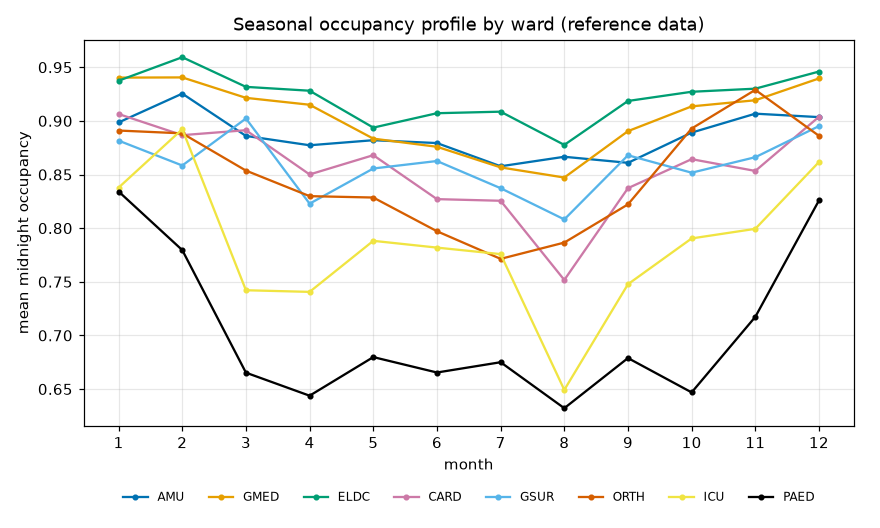 Seasonal occupancy profile by ward (reference data)
mean midnight occupancy
0.95
0.90
0.85
0.80
0.75
0.70
0.65
1 2 3 4 5 6 7 8 9 10 11 12
month
AMU GMED ELDC CARD GSUR ORTH ICU PAED